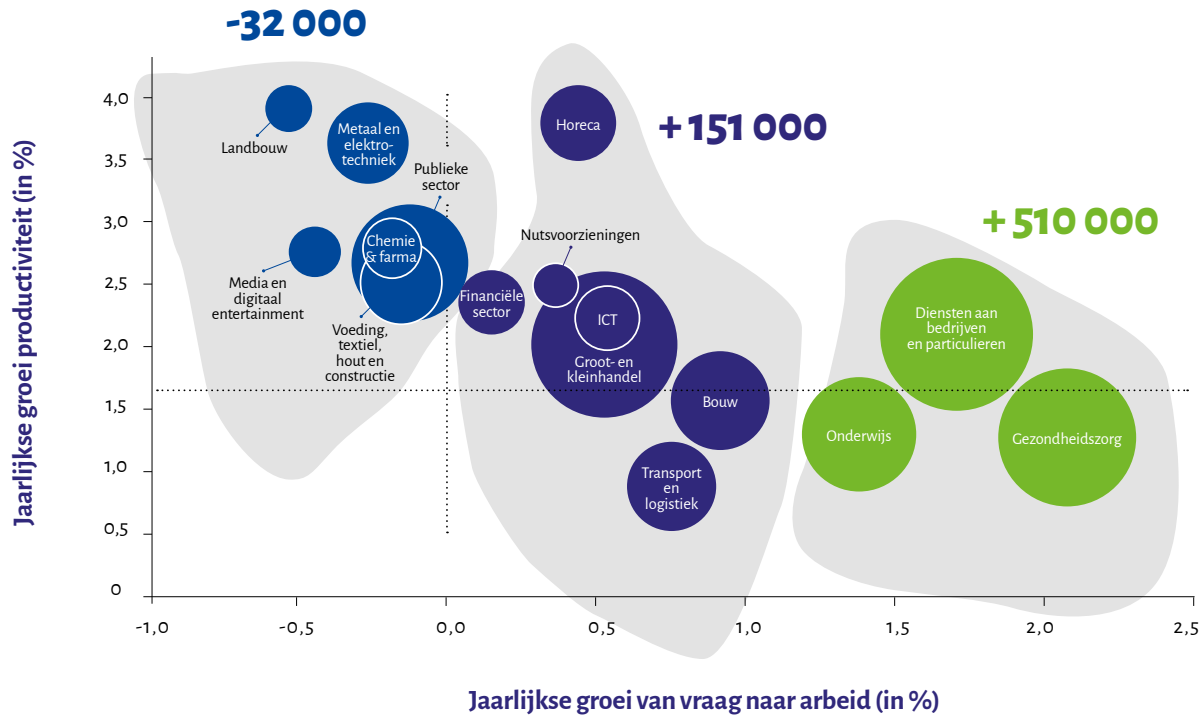 -32 000
+ 151 000
+ 510 000
Jaarlijkse groei productiviteit (in %)
4,0
3,5
3,0
2,5
2,0
1,5
1,0
0,5
0
Landbouw
Metaal en
elektro-
techniek
Publieke
sector
Chemie
& farma
Media en
digitaal
entertainment
Voeding,
textiel,
hout en
constructie
Horeca
Nutsvoorzieningen
Financiële
sector
ICT
Groot- en
kleinhandel
Bouw
Transport
en
logistiek
Diensten aan
bedrijven
en particulieren
Onderwijs
Gezondheidszorg
-1,0
-0,5
0,0
0,5
1,0
1,5
2,0
2,5
Jaarlijkse groei van vraag naar arbeid (in %)